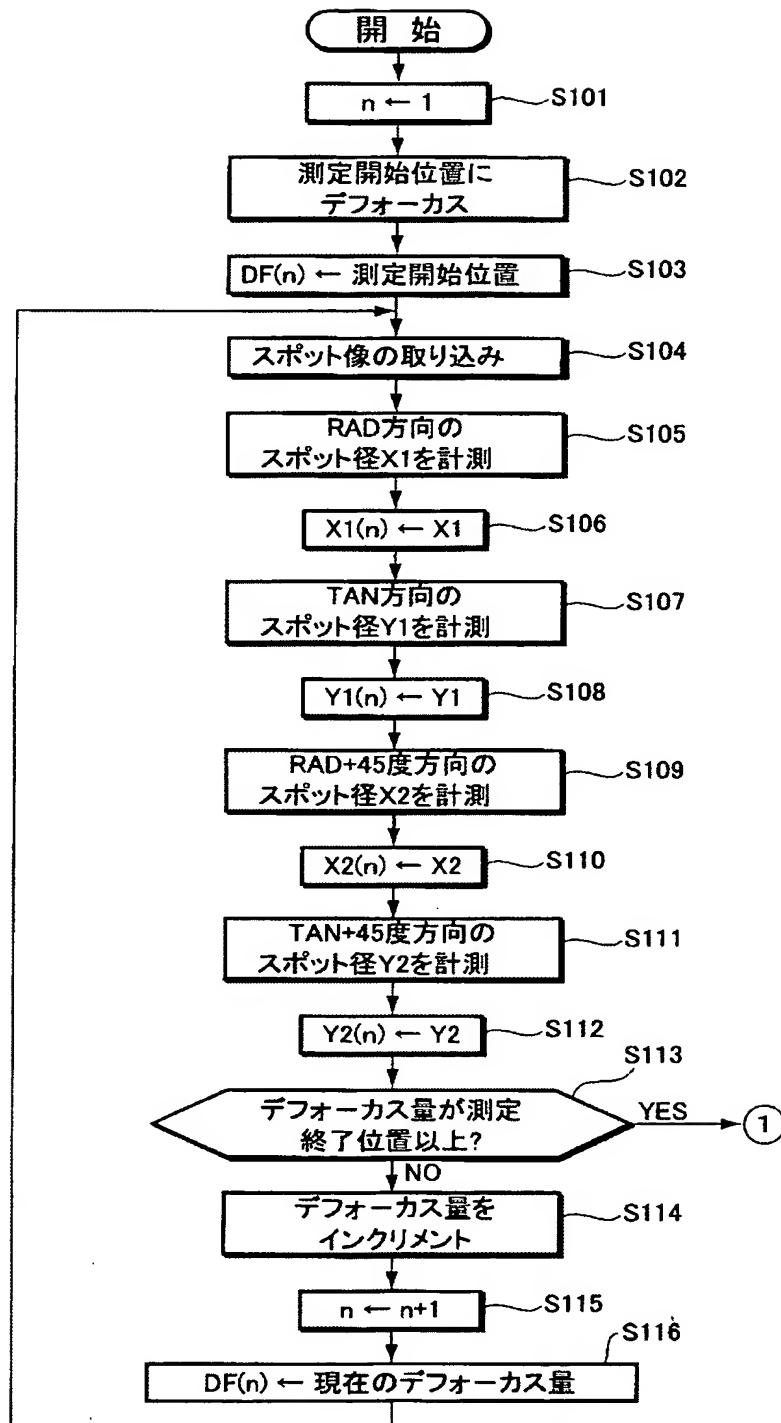 開 始
n ← 1
S101
測定開始位置に
デフォーカス
S102
DF(n) ← 測定開始位置
S103
スポット像の取り込み
S104
RAD方向の
スポット径X1を計測
S105
X1(n) ← X1
S106
TAN方向の
スポット径Y1を計測
S107
Y1(n) ← Y1
S108
RAD+45度方向の
スポット径X2を計測
S109
X2(n) ← X2
S110
TAN+45度方向の
スポット径Y2を計測
S111
Y2(n) ← Y2
S112
S113
デフォーカス量が測定
終了位置以上?
YES
1
NO
デフォーカス量を
インクリメント
S114
n ← n+1
S115
S116
DF(n) ← 現在のデフォーカス量